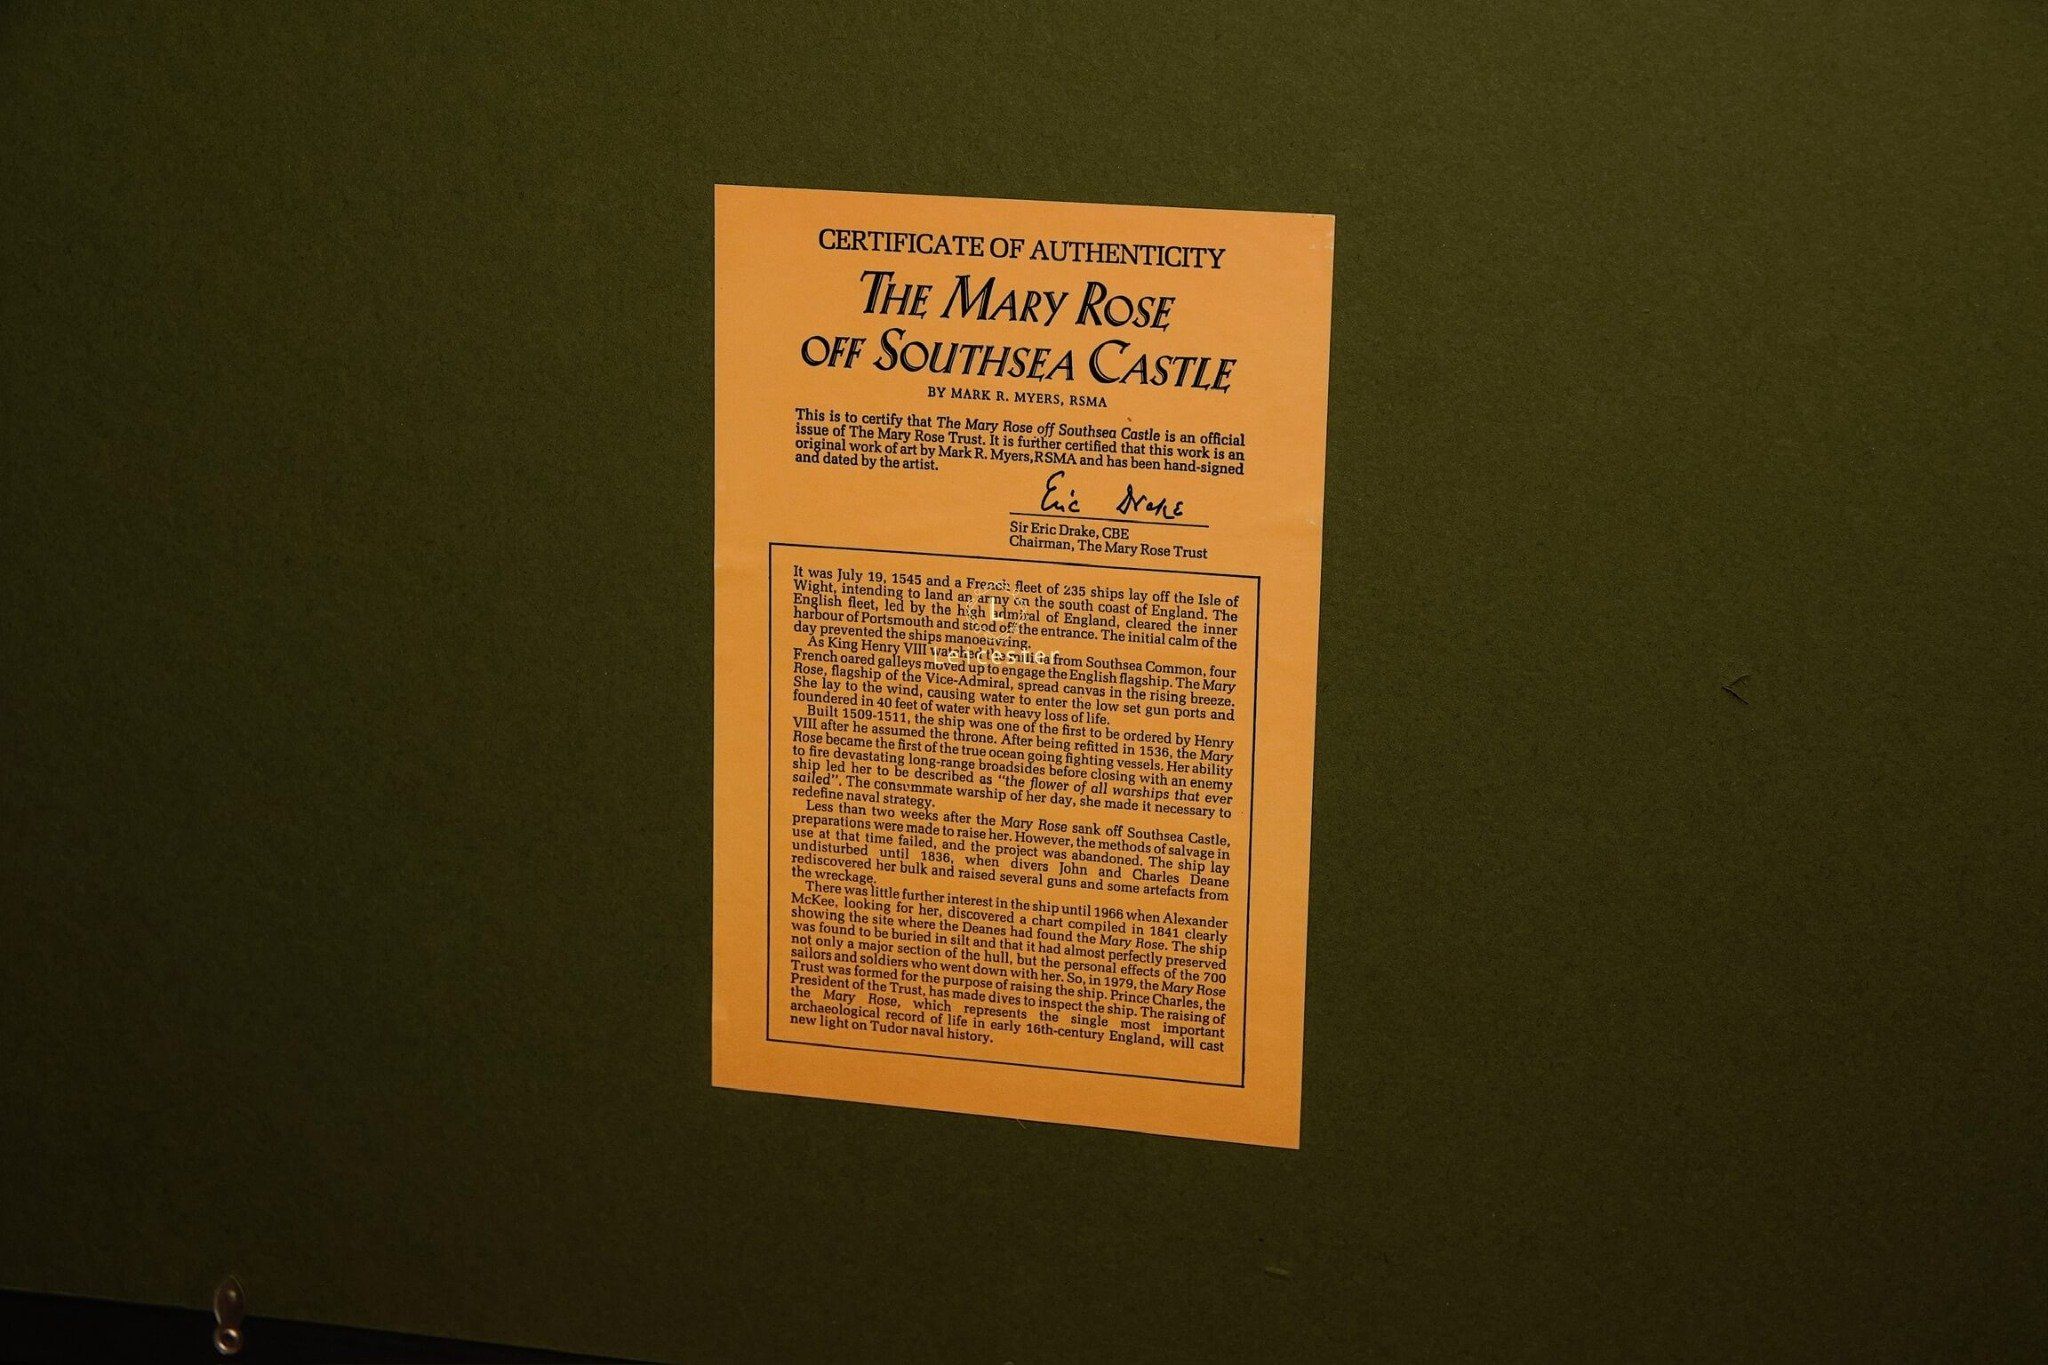 CERTIFICATE OF AUTHENTICITY
THE MARY ROSE
OFF SOUTHSEA CASTLE
BY MARK R. MYERS, RSMA
This is to certify that The Mary Rose off Southsea Castle is an official
issue of The Mary Rose Trust. It is further certified that this work is an
original work of art by Mark R. Myers,RSMA and has been hand-signed
and dated by the artist.
Eric Drake
Sir Eric Drake, CBE
Chairman, The Mary Rose Trust
It was July 19, 1545 and a French fleet of 235 ships lay off the Isle of
Wight, intending to land an army on the south coast of England. The
English fleet, led by the high admiral of England, cleared the inner
harbour of Portsmouth and stood off the entrance. The initial calm of the
day prevented the ships manoeuvring.
As King Henry VIII watched the militia from Southsea Common, four
French oared galleys moved up to engage the English flagship. The Mary
Rose, flagship of the Vice-Admiral, spread canvas in the rising breeze.
She lay to the wind, causing water to enter the low set gun ports and
foundered in 40 feet of water with heavy loss of life.
Built 1509-1511, the ship was one of the first to be ordered by Henry
VIII after he assumed the throne. After being refitted in 1536, the Mary
Rose became the first of the true ocean going fighting vessels. Her ability
to fire devastating long-range broadsides before closing with an enemy
ship led her to be described as "the flower of all warships that ever
sailed". The consummate warship of her day, she made it necessary to
redefine naval strategy.
Less than two weeks after the Mary Rose sank off Southsea Castle,
preparations were made to raise her. However, the methods of salvage in
use at that time failed, and the project was abandoned. The ship lay
undisturbed until 1836, when divers John and Charles Deane
rediscovered her bulk and raised several guns and some artefacts from
the wreckage.
There was little further interest in the ship until 1966 when Alexander
McKee, looking for her, discovered a chart compiled in 1841 clearly
showing the site where the Deanes had found the Mary Rose. The ship
was found to be buried in silt and that it had almost perfectly preserved
not only a major section of the hull, but the personal effects of the 700
sailors and soldiers who went down with her. So, in 1979, the Mary Rose
Trust was formed for the purpose of raising the ship. Prince Charles, the
President of the Trust, has made dives to inspect the ship. The raising of
the Mary Rose, which represents the single most important
archaeological record of life in early 16th-century England, will cast
new light on Tudor naval history.
L
Leicester